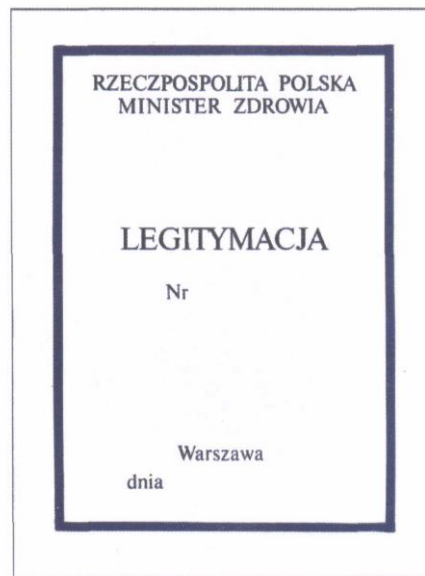 RZECZPOSPOLITA POLSKA
MINISTER ZDROWIA
LEGITYMACJA
Nr
Warszawa
dnia